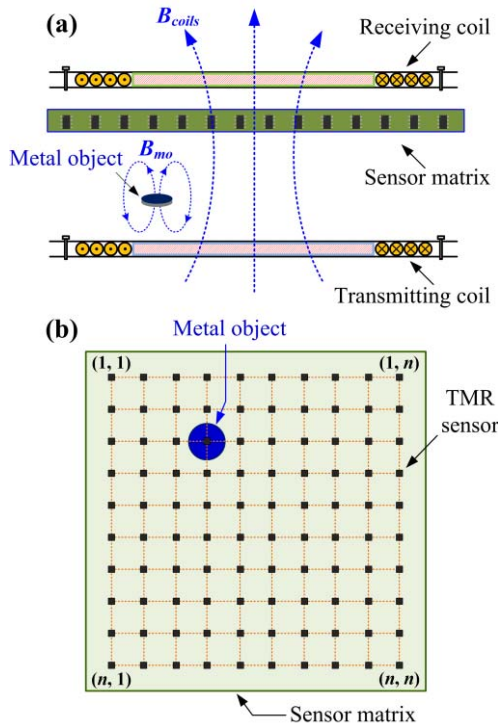 (a)
B_coils
Receiving coil
B_mo
Metal object
Sensor matrix
Transmitting coil
(b)
Metal object
(1, 1)
(1, n)
TMR
sensor
(n, 1)
(n, n)
Sensor matrix